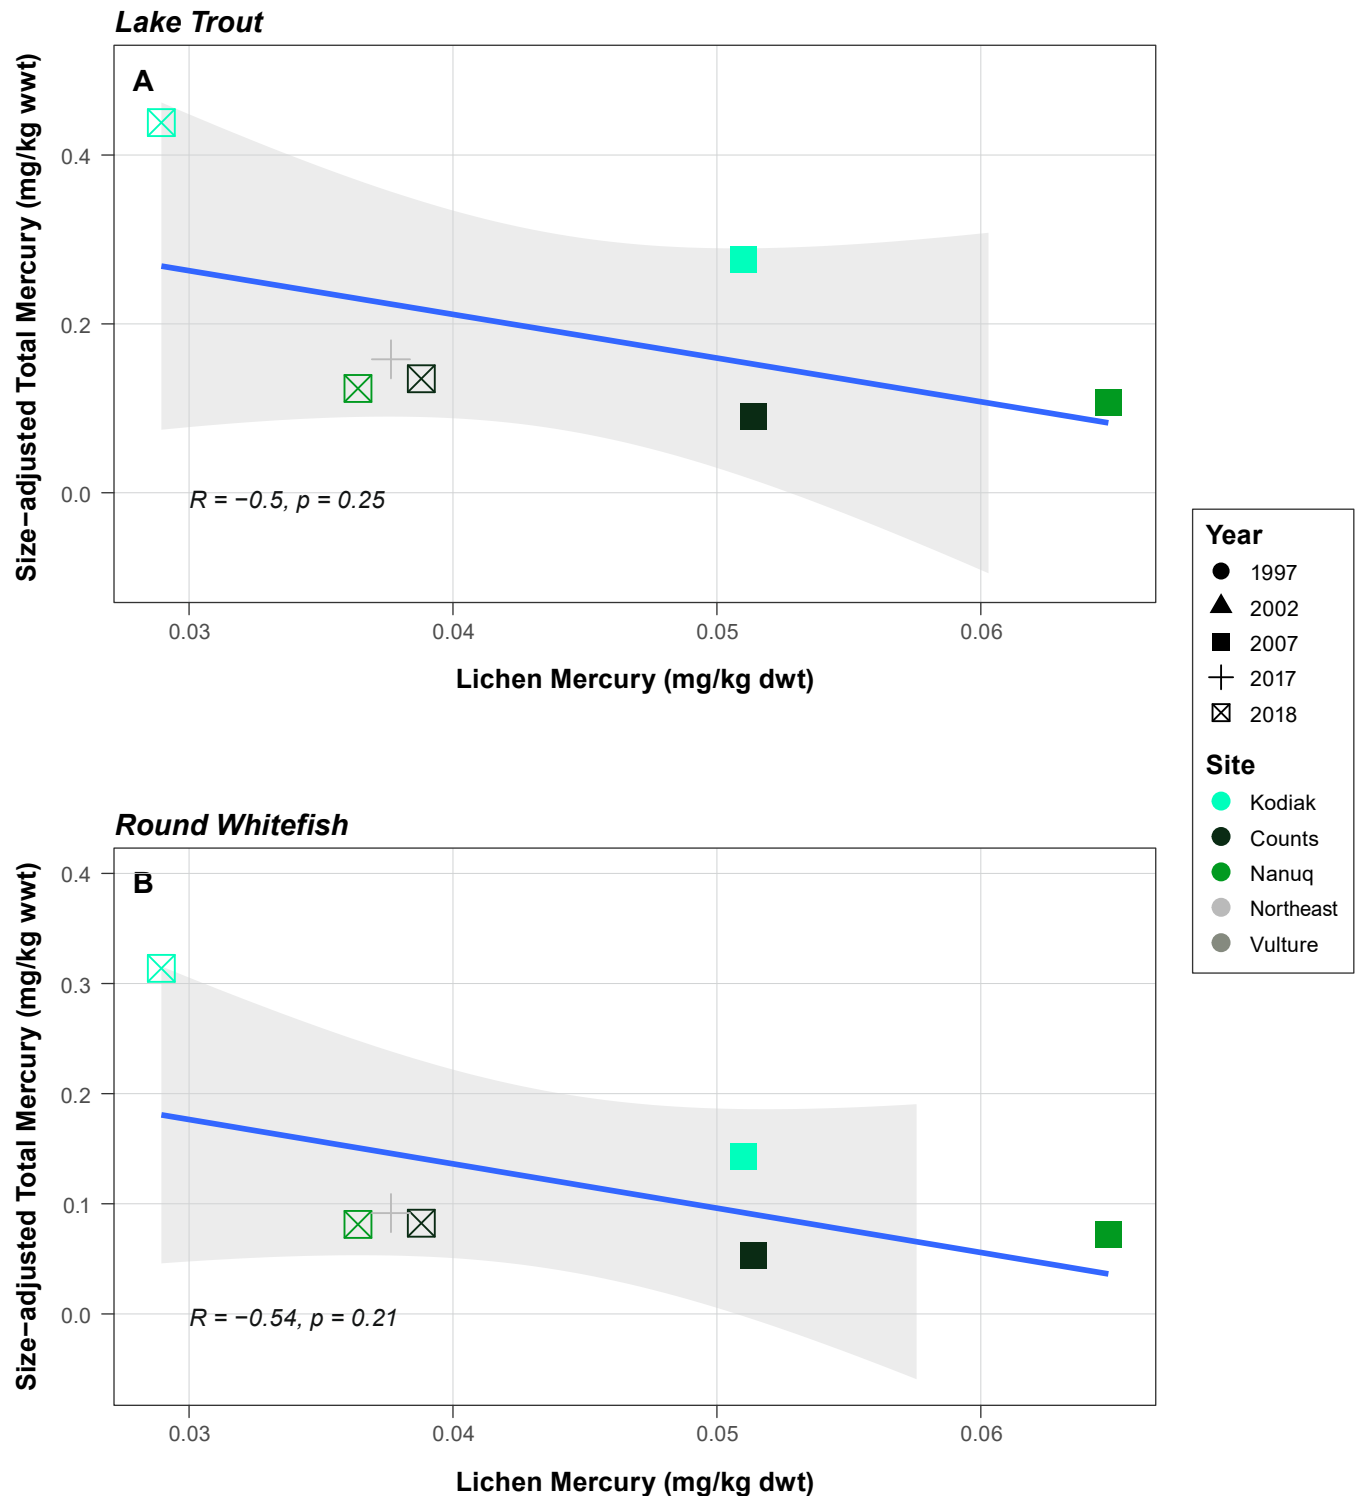 Lake Trout
A
Size-adjusted Total Mercury (mg/kg wwt)
0.4
0.2
0.0
R = −0.5, p = 0.25
0.03 0.04 0.05 0.06
Lichen Mercury (mg/kg dwt)
Year
1997
2002
2007
2017
2018
Site
Kodiak
Counts
Nanuq
Northeast
Vulture
Round Whitefish
B
Size−adjusted Total Mercury (mg/kg wwt)
0.4
0.3
0.2
0.1
0.0
R = −0.54, p = 0.21
0.03 0.04 0.05 0.06
Lichen Mercury (mg/kg dwt)